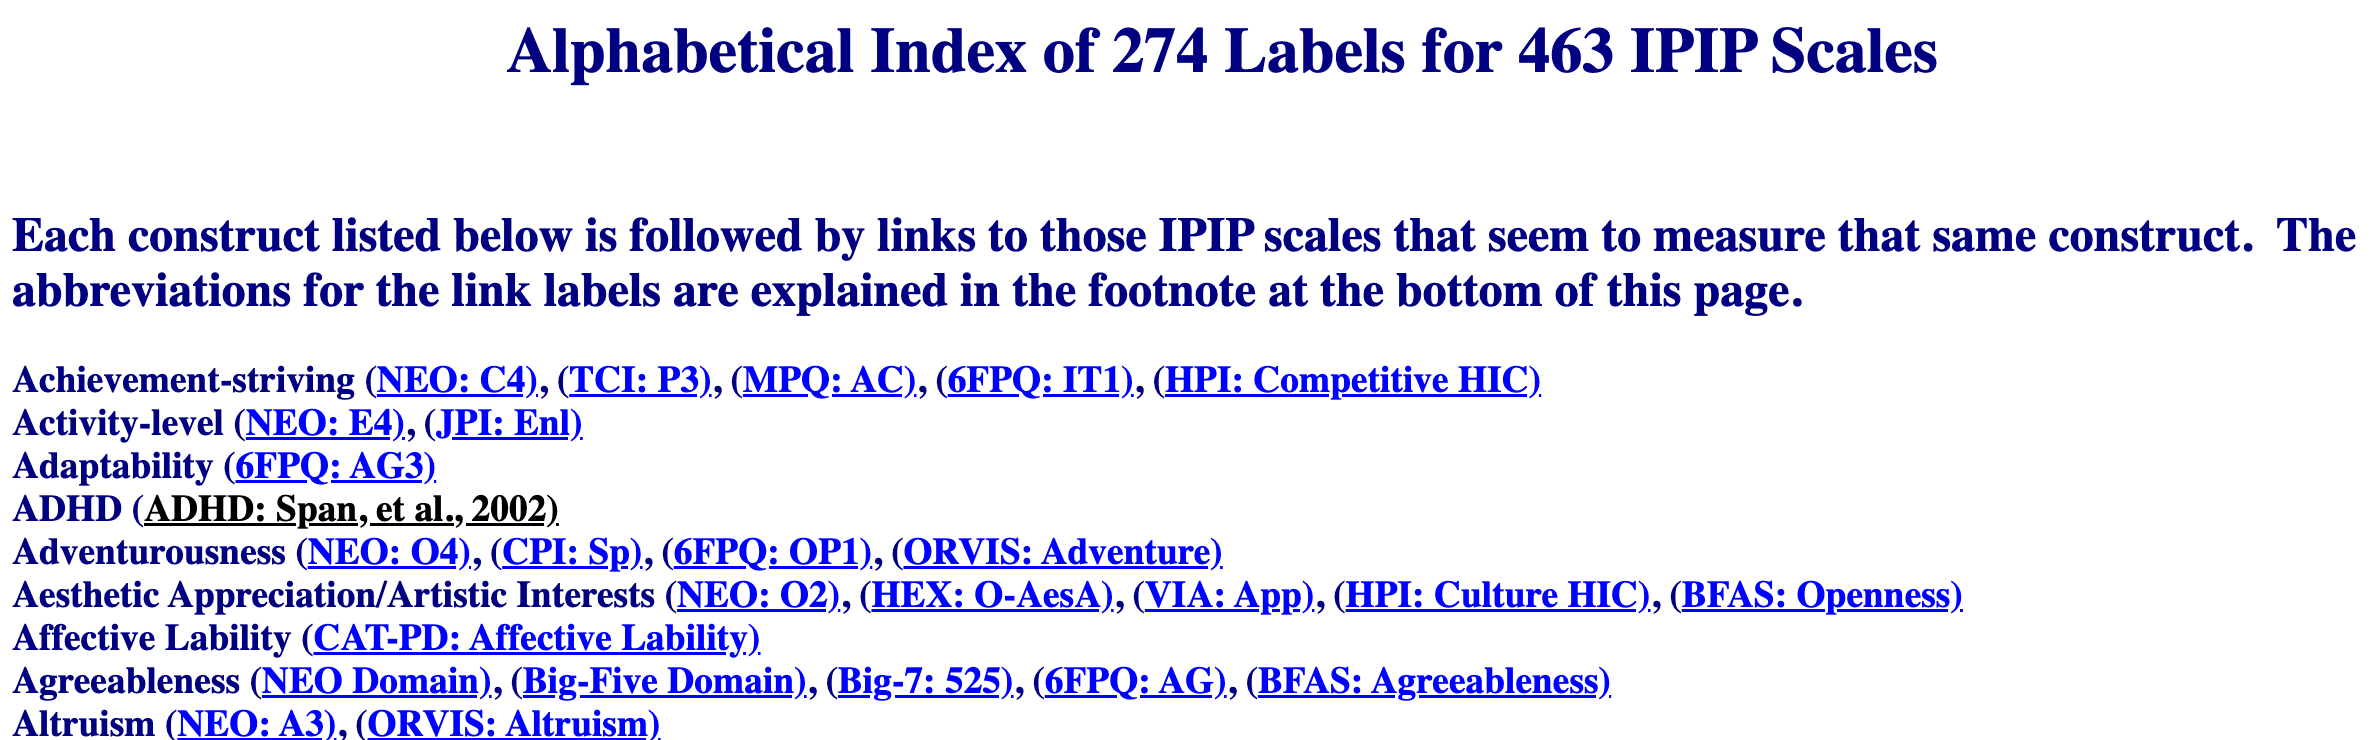 Alphabetical Index of 274 Labels for 463 IPIP Scales
Each construct listed below is followed by links to those IPIP scales that seem to measure that same construct.  The
abbreviations for the link labels are explained in the footnote at the bottom of this page.
Achievement-striving (NEO: C4), (TCI: P3), (MPQ: AC), (6FPQ: IT1), (HPI: Competitive HIC)
Activity-level (NEO: E4), (JPI: Enl)
Adaptability (6FPQ: AG3)
ADHD (ADHD: Span, et al., 2002)
Adventurousness (NEO: O4), (CPI: Sp), (6FPQ: OP1), (ORVIS: Adventure)
Aesthetic Appreciation/Artistic Interests (NEO: O2), (HEX: O-AesA), (VIA: App), (HPI: Culture HIC), (BFAS: Openness)
Affective Lability (CAT-PD: Affective Lability)
Agreeableness (NEO Domain), (Big-Five Domain), (Big-7: 525), (6FPQ: AG), (BFAS: Agreeableness)
Altruism (NEO: A3), (ORVIS: Altruism)